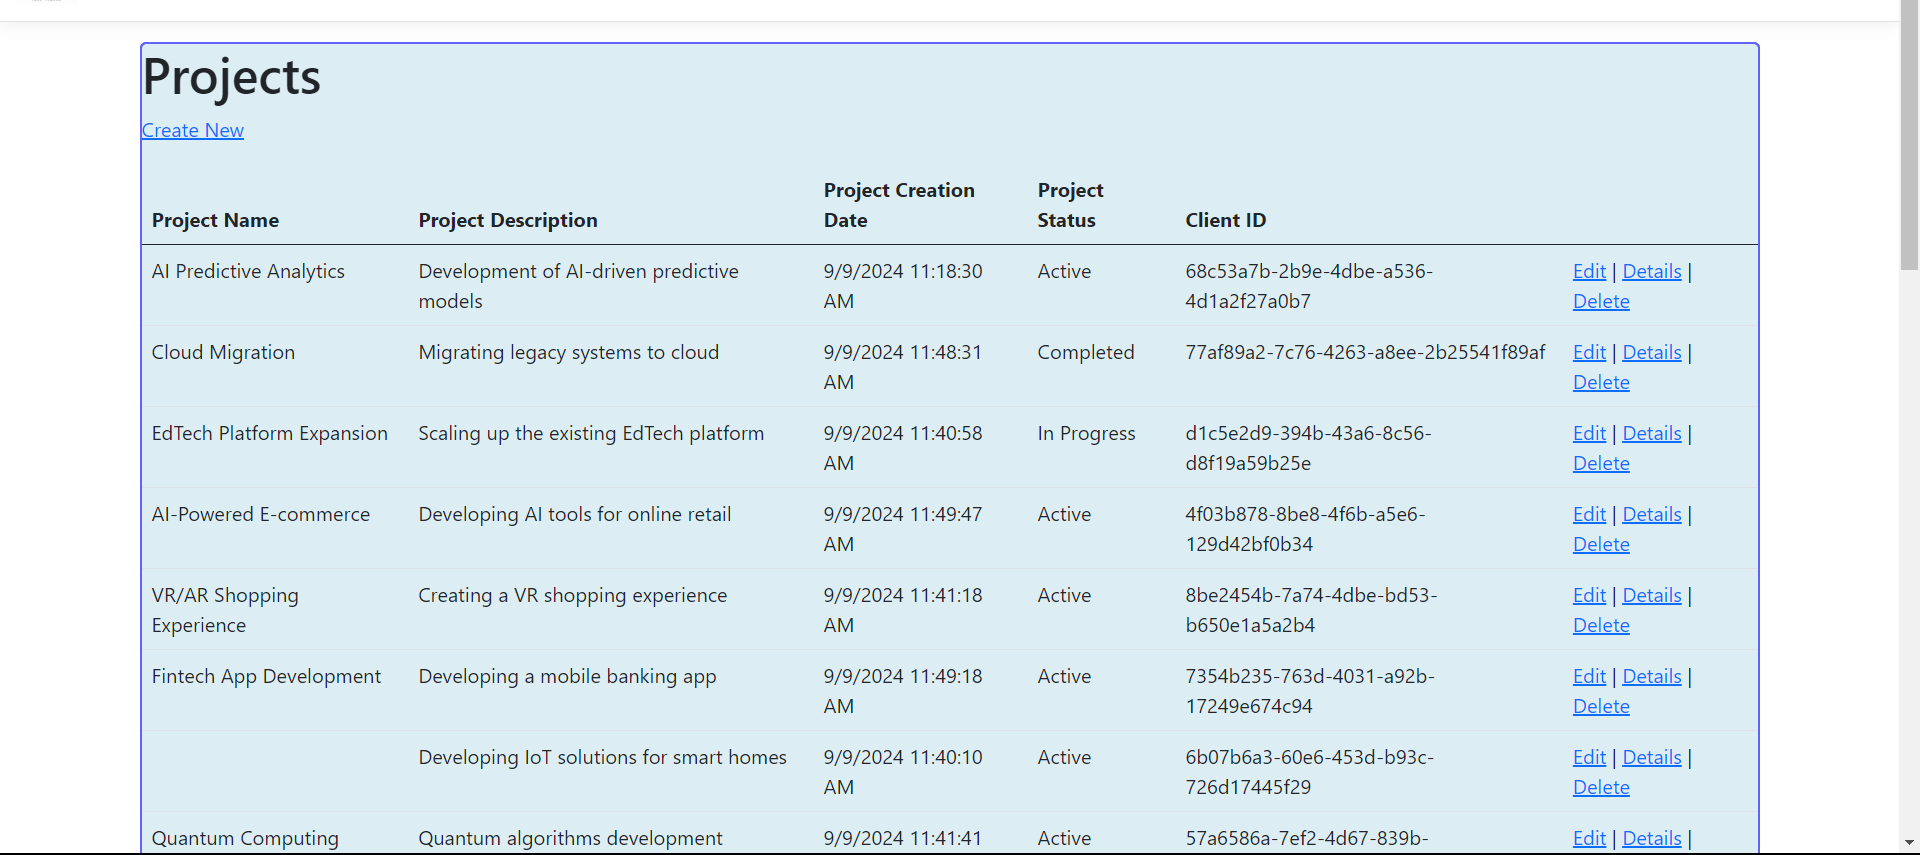 Projects
Create New
Project Name Project Description Project Creation Date Project Status Client ID
AI Predictive Analytics Development of AI-driven predictive models 9/9/2024 11:18:30 AM Active 68c53a7b-2b9e-4dbe-a536-4d1a2f27a0b7 Edit | Details | Delete
Cloud Migration Migrating legacy systems to cloud 9/9/2024 11:48:31 AM Completed 77af89a2-7c76-4263-a8ee-2b25541f89af Edit | Details | Delete
EdTech Platform Expansion Scaling up the existing EdTech platform 9/9/2024 11:40:58 AM In Progress d1c5e2d9-394b-43a6-8c56-d8f19a59b25e Edit | Details | Delete
AI-Powered E-commerce Developing AI tools for online retail 9/9/2024 11:49:47 AM Active 4f03b878-8be8-4f6b-a5e6-129d42bf0b34 Edit | Details | Delete
VR/AR Shopping Experience Creating a VR shopping experience 9/9/2024 11:41:18 AM Active 8be2454b-7a74-4dbe-bd53-b650e1a5a2b4 Edit | Details | Delete
Fintech App Development Developing a mobile banking app 9/9/2024 11:49:18 AM Active 7354b235-763d-4031-a92b-17249e674c94 Edit | Details | Delete
Developing IoT solutions for smart homes 9/9/2024 11:40:10 AM Active 6b07b6a3-60e6-453d-b93c-726d17445f29 Edit | Details | Delete
Quantum Computing Quantum algorithms development 9/9/2024 11:41:41 Active 57a6586a-7ef2-4d67-839b- Edit | Details |